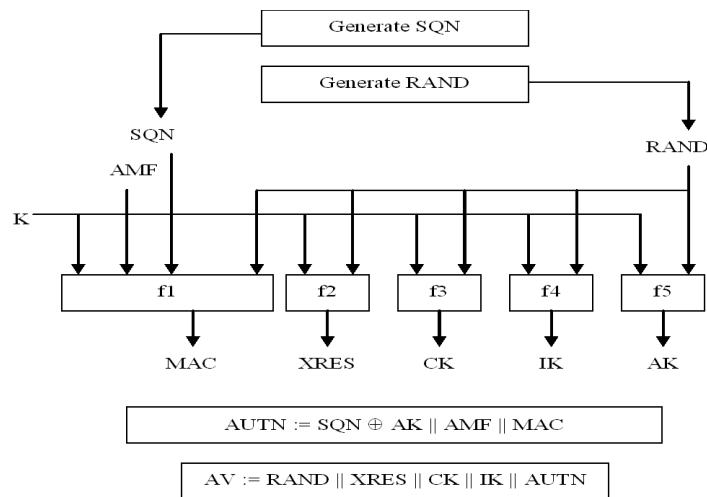 Generate SQN
Generate RAND
SQN
RAND
AMF
K
f1 f2 f3 f4 f5
MAC XRES CK IK AK
AUTN := SQN ⊕ AK || AMF || MAC
AV := RAND || XRES || CK || IK || AUTN